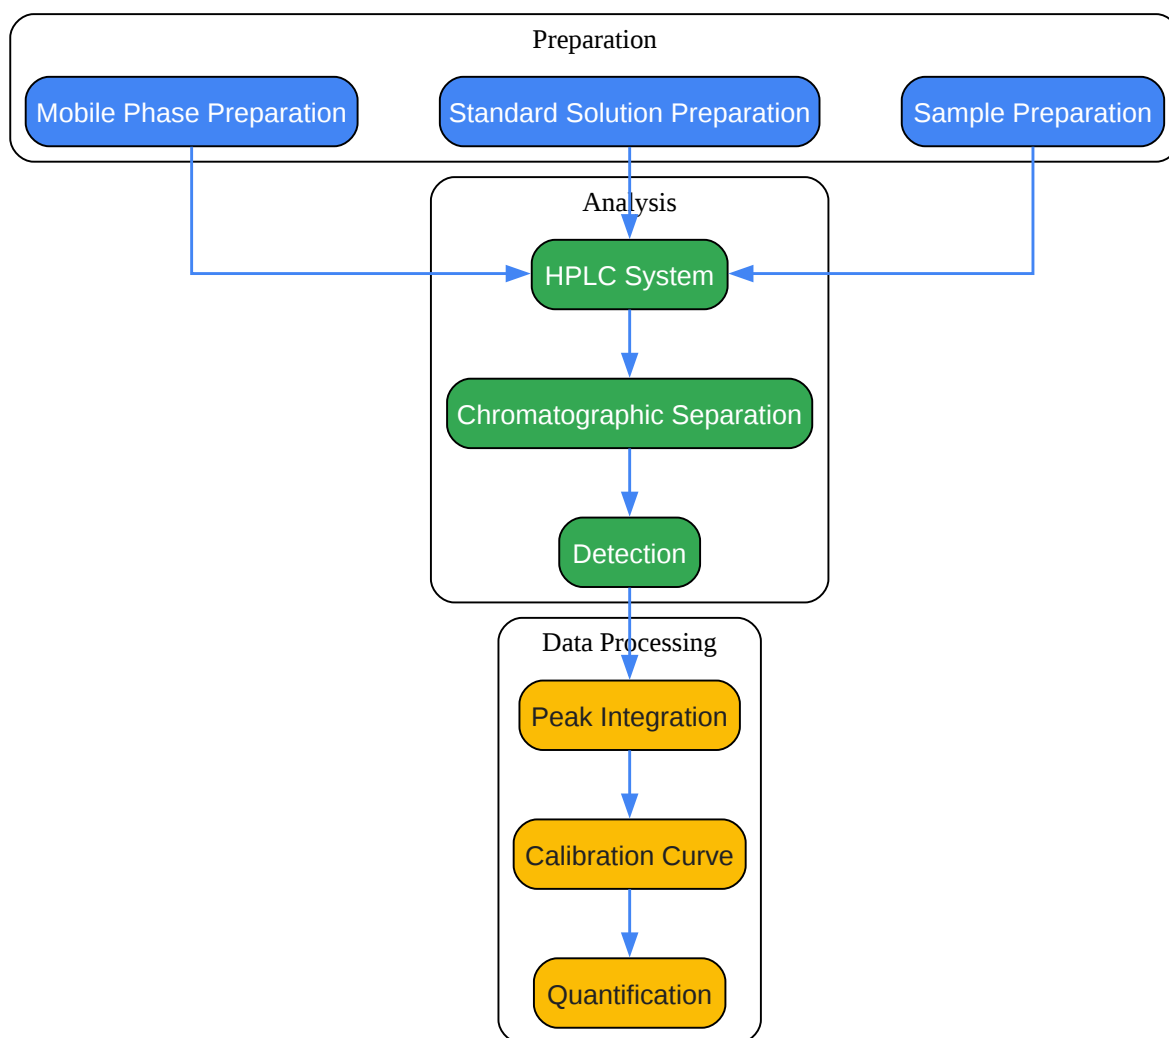 Preparation
Mobile Phase Preparation
Standard Solution Preparation
Sample Preparation
Analysis
HPLC System
Chromatographic Separation
Detection
Data Processing
Peak Integration
Calibration Curve
Quantification